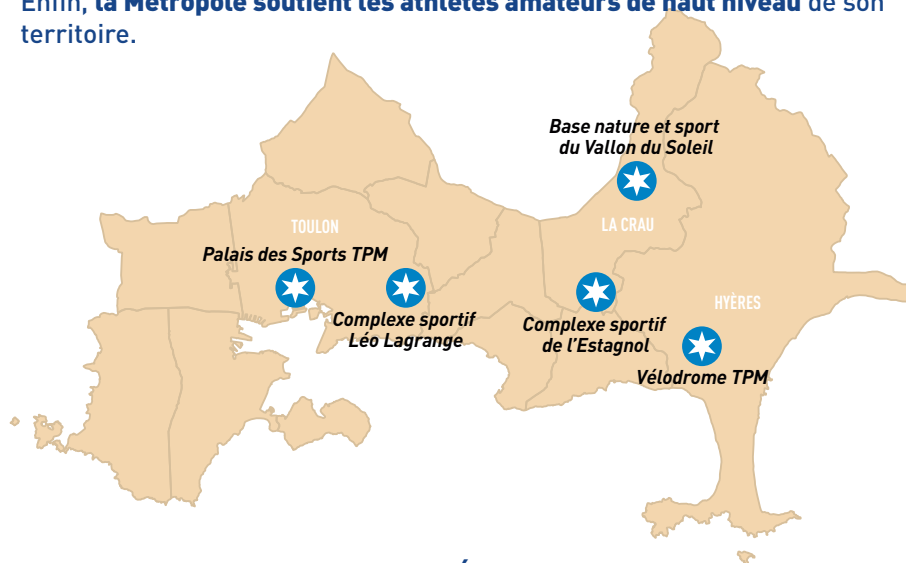 Enfin, la Métropole soutient les athlètes amateurs de haut niveau de son
territoire.
Base nature et sport
du Vallon du Soleil
TOULON
LA CRAU
Palais des Sports TPM
Complexe sportif
Léo Lagrange
Complexe sportif
de l'Estagnol
HYÈRES
Vélodrome TPM